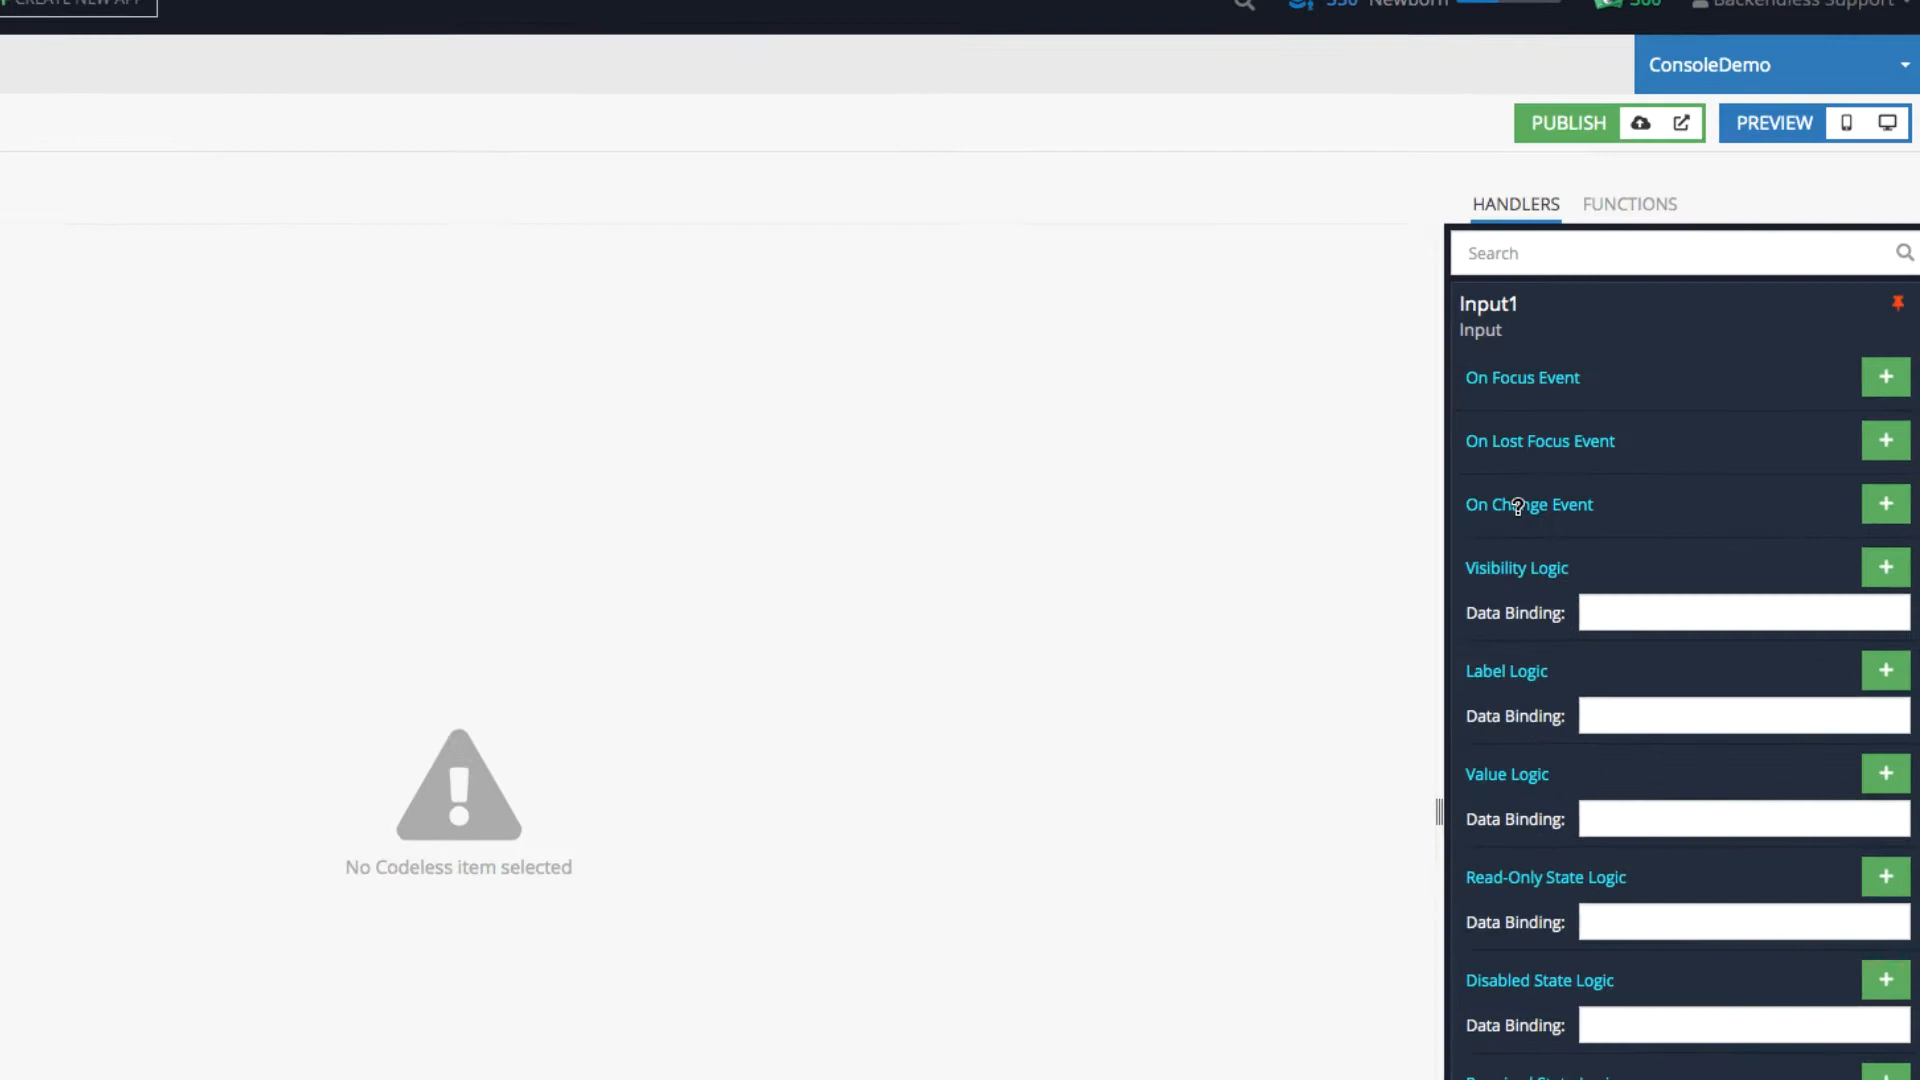 CREATE NEW APP
350 Newborn
300
Backendless Support
ConsoleDemo
PUBLISH
PREVIEW
HANDLERS FUNCTIONS
Search
Input1
Input
On Focus Event
On Lost Focus Event
On Change Event
Visibility Logic
Data Binding:
Label Logic
Data Binding:
Value Logic
Data Binding:
Read-Only State Logic
Data Binding:
Disabled State Logic
Data Binding:
No Codeless item selected